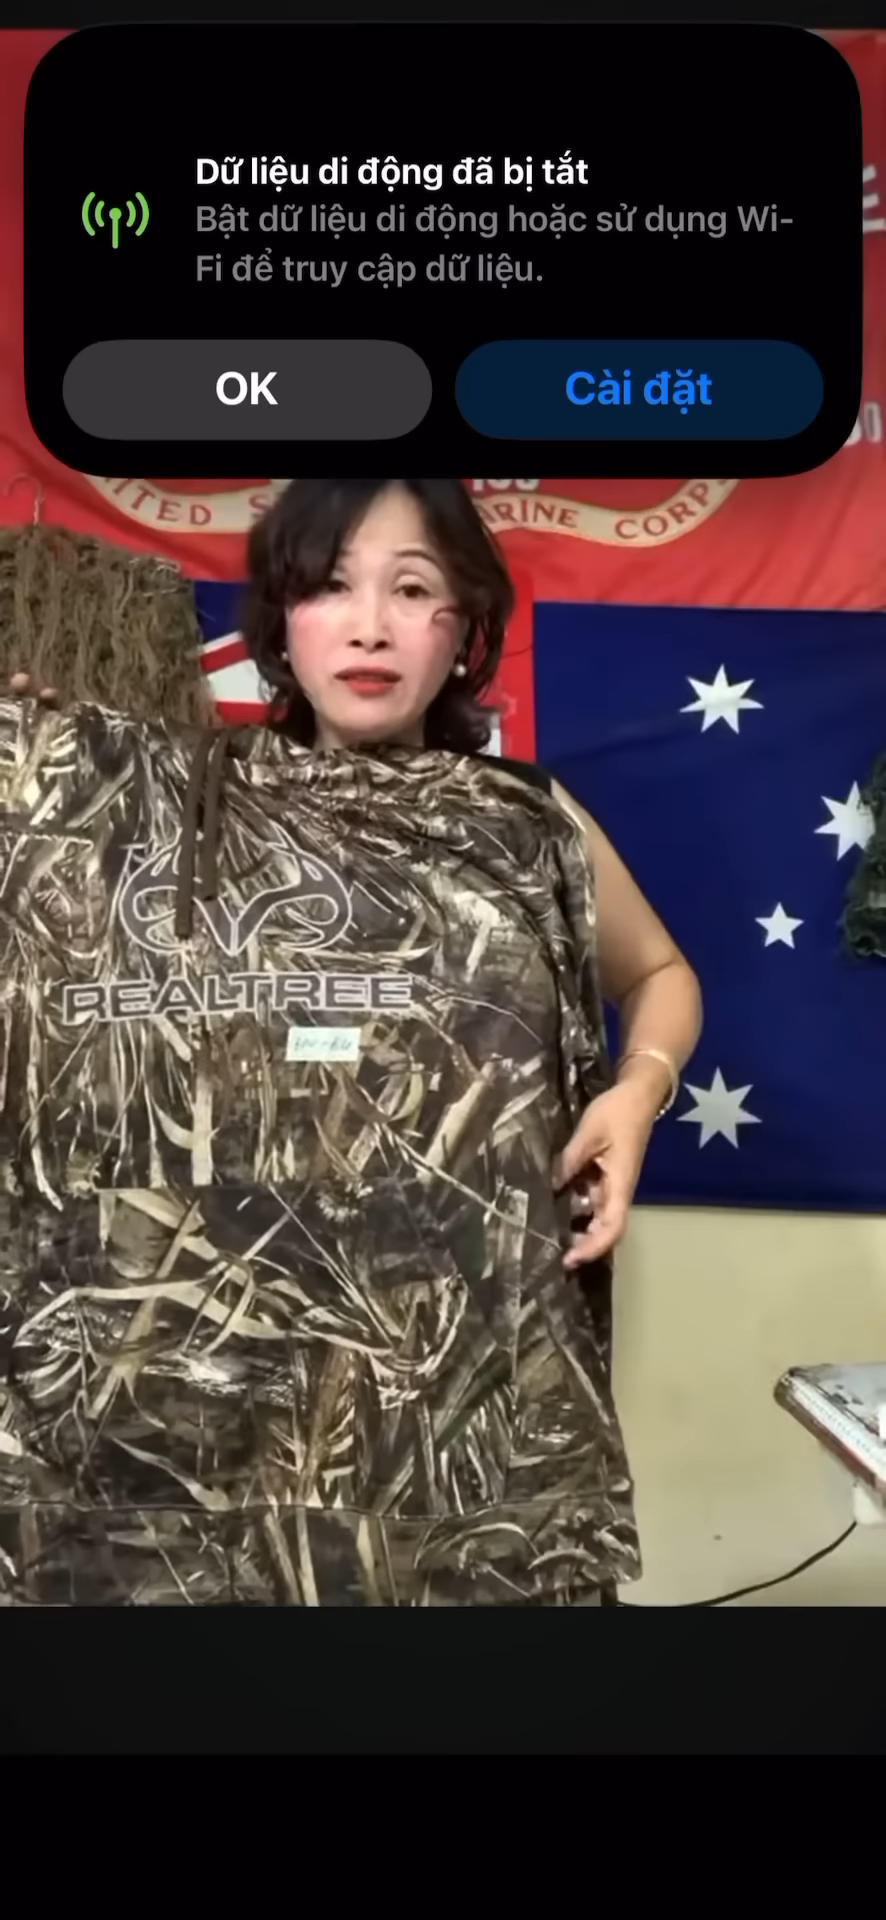 Dữ liệu di động đã bị tắt
Bật dữ liệu di động hoặc sử dụng Wi-
Fi để truy cập dữ liệu.
OK
Cài đặt
CORPS
REALTREE